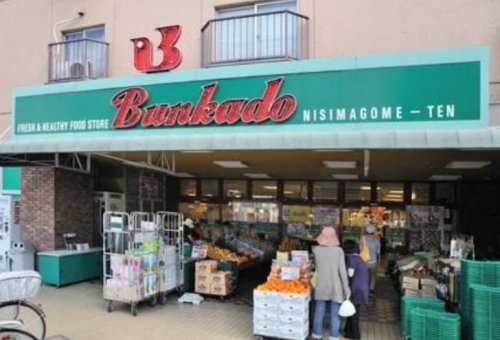 FRESH & HEALTHY FOOD STORE Bunkado NISIMAGOME - TEN